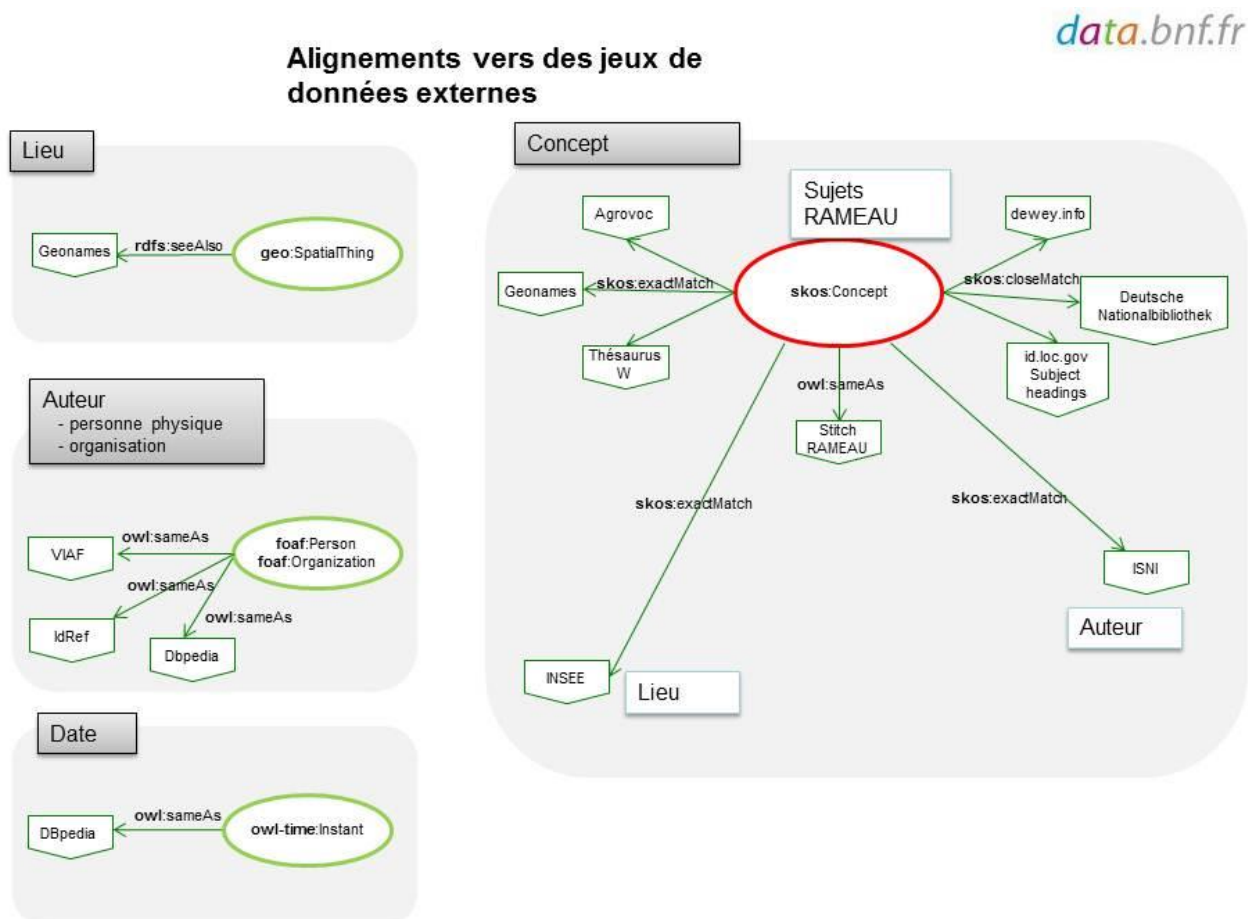 data.bnf.fr
Alignements vers des jeux de
données externes
Lieu
Geonames
rdfs:seeAlso
geo:SpatialThing
Auteur
- personne physique
- organisation
VIAF
owl:sameAs
foaf:Person
foaf:Organization
owl:sameAs
IdRef
owl:sameAs
Dbpedia
Date
DBpedia
owl:sameAs
owl-time:Instant
Concept
Sujets
RAMEAU
Agrovoc
dewey.info
Geonames
skos:exactMatch
skos:Concept
skos:closeMatch
Deutsche
Nationalbibliothek
Thésaurus
W
id.loc.gov
Subject
headings
owl:sameAs
Stitch
RAMEAU
skos:exactMatch
skos:exactMatch
ISNI
Auteur
INSEE
Lieu